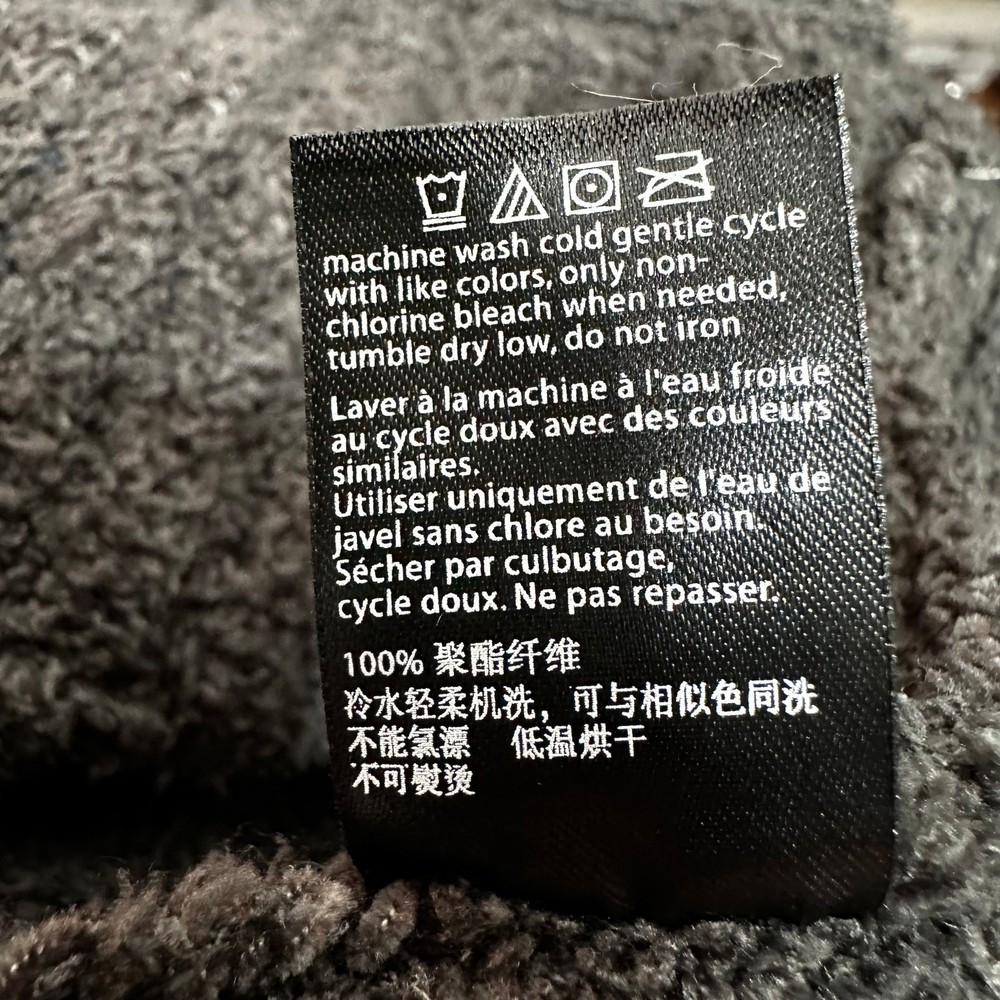 machine wash cold gentle cycle
with like colors, only non-
chlorine bleach when needed,
tumble dry low, do not iron
Laver à la machine à l'eau froide
au cycle doux avec des couleurs
similaires.
Utiliser uniquement de l'eau de
javel sans chlore au besoin.
Sécher par culbutage,
cycle doux. Ne pas repasser.
100% 聚酯纤维
冷水轻柔机洗，可与相似色同洗
不能氯漂 低温烘干
不可熨烫